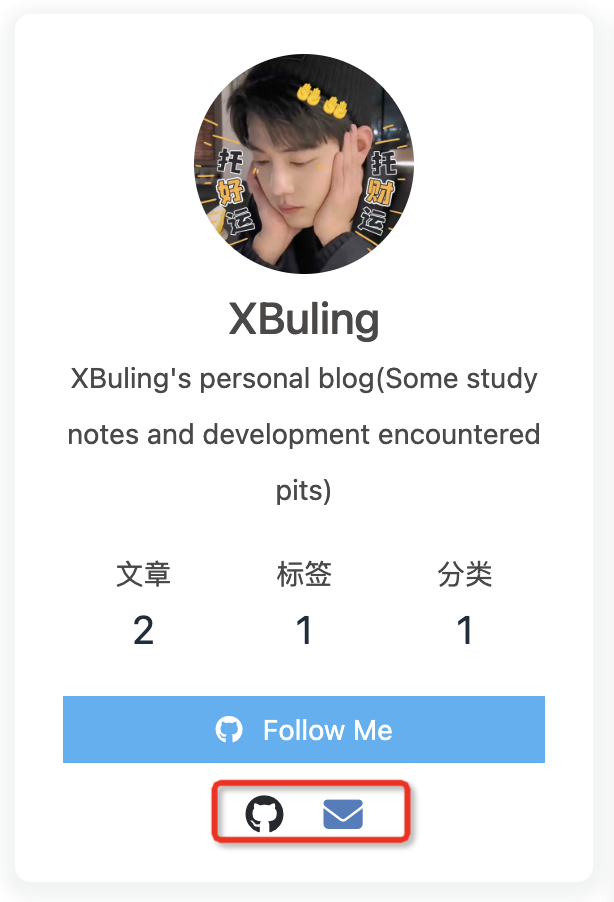 托 托
好 财
运 运
XBuling
XBuling's personal blog(Some study
notes and development encountered
pits)
文章 标签 分类
2 1 1
Follow Me